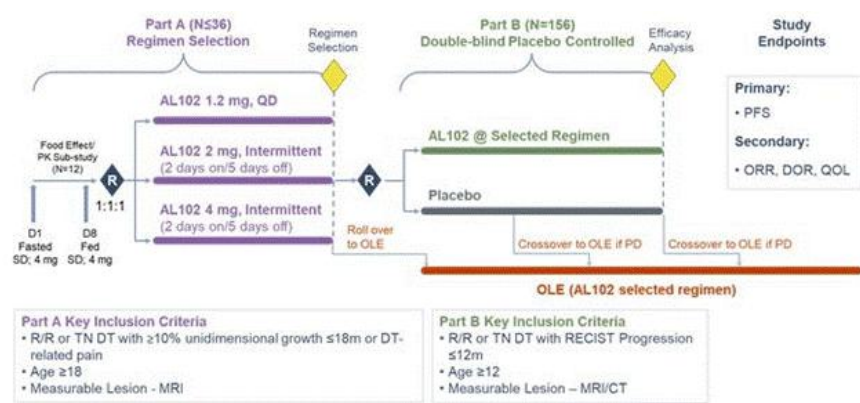 Part A (N≤36)
Regimen Selection
Regimen
Selection
Part B (N=156)
Double-blind Placebo Controlled
Efficacy
Analysis
Study
Endpoints
Primary:
• PFS
Secondary:
• ORR, DOR, QOL
AL102 1.2 mg, QD
Food Effect/
PK Sub-study
(N=12)
R
1:1:1
AL102 2 mg, Intermittent
(2 days on/5 days off)
AL102 4 mg, Intermittent
(2 days on/5 days off)
D1
Fasted
SD; 4 mg
D8
Fed
SD; 4 mg
R
AL102 @ Selected Regimen
Placebo
Roll over
to OLE
Crossover to OLE if PD
Crossover to OLE if PD
OLE (AL102 selected regimen)
Part A Key Inclusion Criteria
• R/R or TN DT with ≥10% unidimensional growth ≤18m or DT-
related pain
• Age ≥18
• Measurable Lesion - MRI
Part B Key Inclusion Criteria
• R/R or TN DT with RECIST Progression
≤12m
• Age ≥12
• Measurable Lesion – MRI/CT